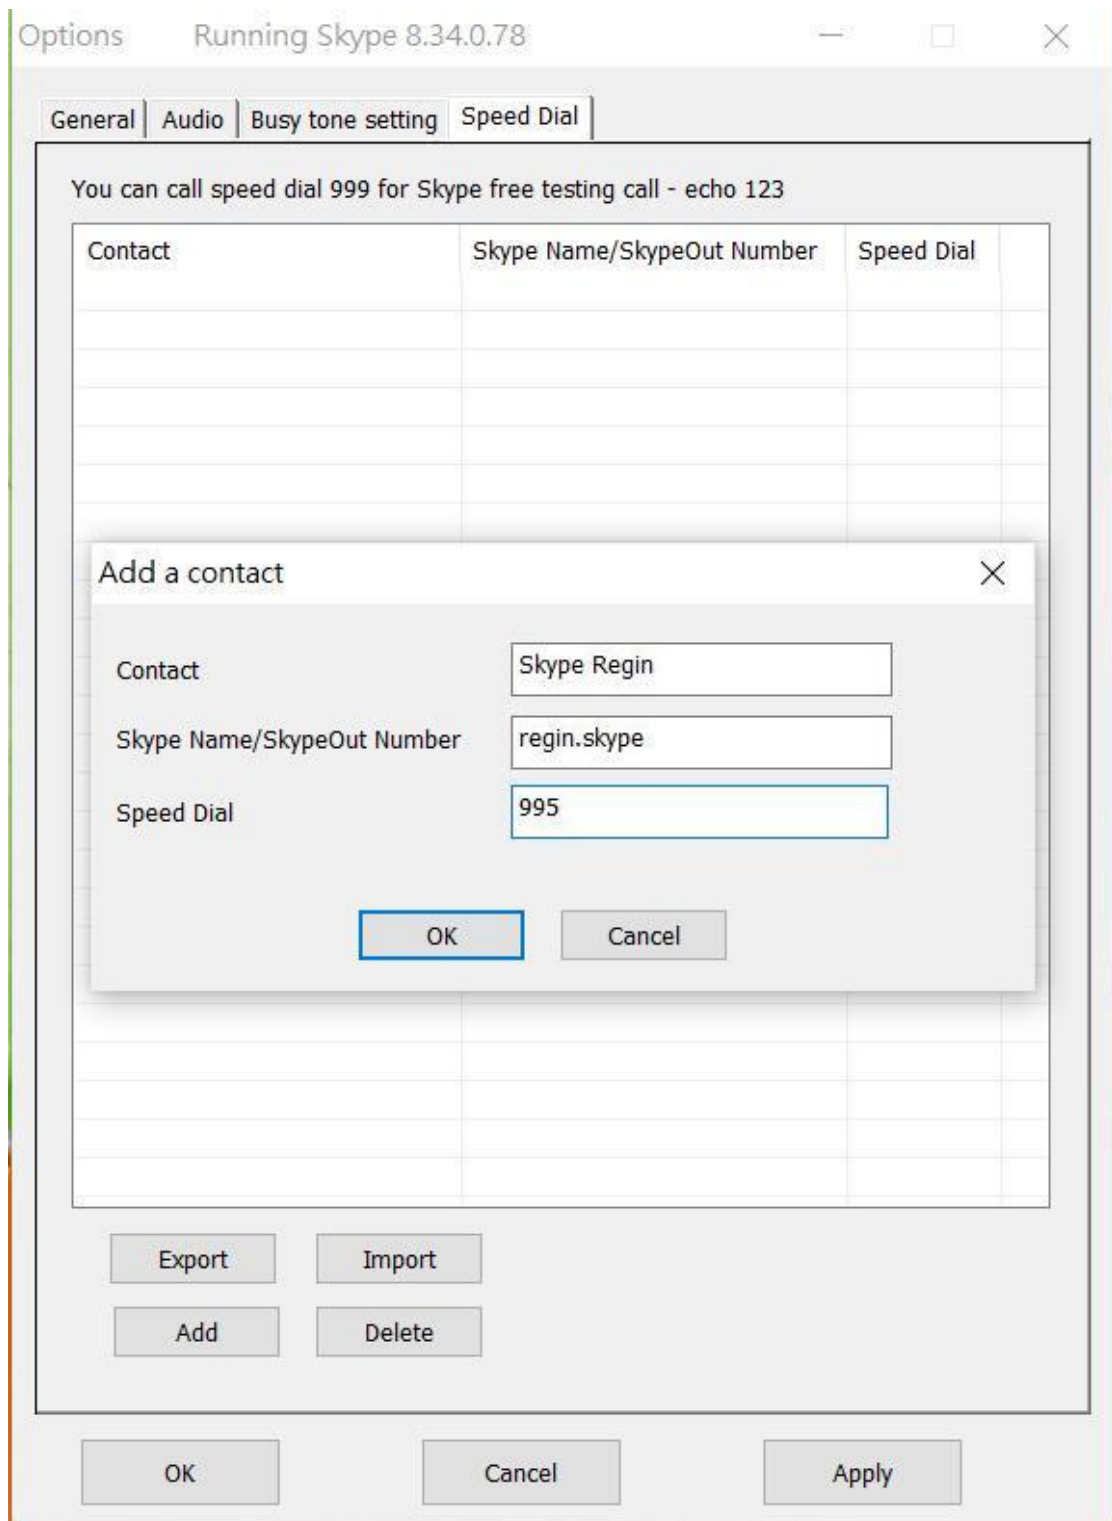 Options Running Skype 8.34.0.78
General Audio Busy tone setting Speed Dial
You can call speed dial 999 for Skype free testing call - echo 123
Contact Skype Name/SkypeOut Number Speed Dial
Add a contact
Contact Skype Regin
Skype Name/SkypeOut Number regin.skype
Speed Dial 995
OK Cancel
Export Import
Add Delete
OK Cancel Apply